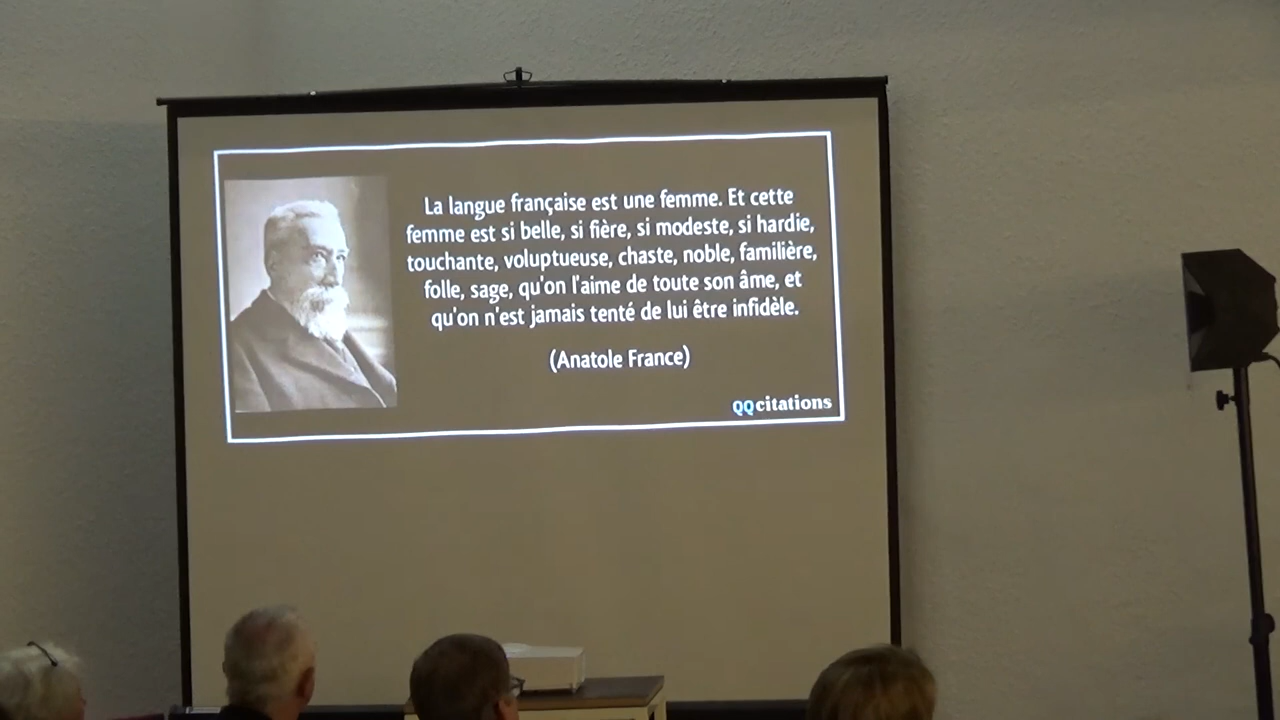 La langue française est une femme. Et cette
femme est si belle, si fière, si modeste, si hardie,
touchante, voluptueuse, chaste, noble, familière,
folle, sage, qu'on l'aime de toute son âme, et
qu'on n'est jamais tenté de lui être infidèle.
(Anatole France)
QQcitations